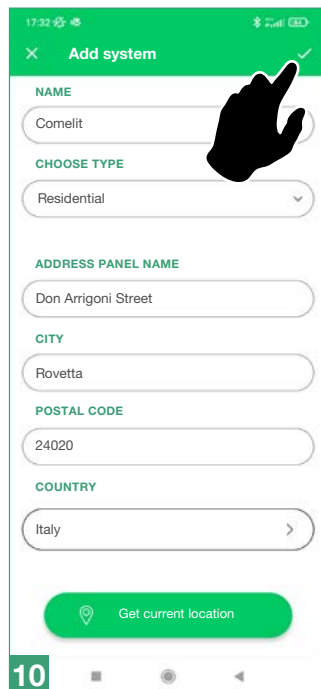 17:32
Add system
NAME
Comelit
CHOOSE TYPE
Residential
ADDRESS PANEL NAME
Don Arrigoni Street
CITY
Rovetta
POSTAL CODE
24020
COUNTRY
Italy
Get current location
10